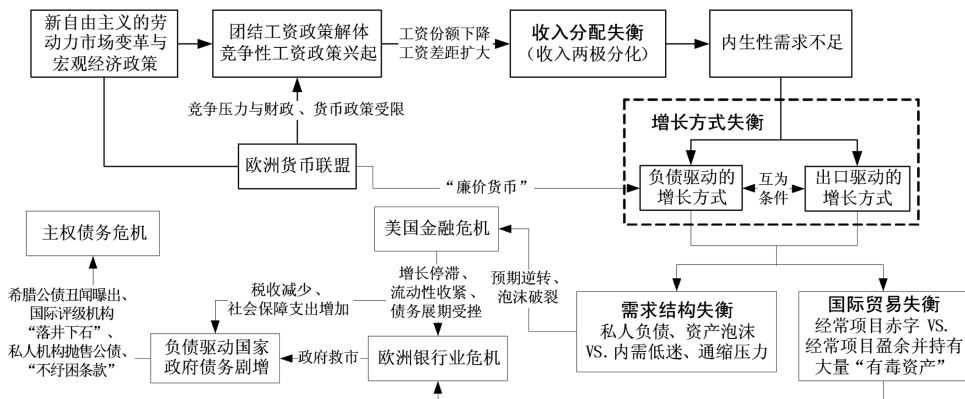 新自由主义的劳
动力市场变革与
宏观经济政策
团结工资政策解体
竞争性工资政策兴起
工资份额下降
工资差距扩大
收入分配失衡
(收入两极分化)
内生性需求不足
竞争压力与财政、货币政策受限
欧洲货币联盟
“廉价货币”
增长方式失衡
负债驱动的
增长方式
互为
条件
出口驱动的
增长方式
主权债务危机
美国金融危机
预期逆转、
泡沫破裂
增长停滞、
流动性收紧、
债务展期受挫
税收减少、
社会保障支出增加
需求结构失衡
私人负债、资产泡沫
VS.内需低迷、通缩压力
国际贸易失衡
经常项目赤字 VS.
经常项目盈余并持有
大量“有毒资产”
希腊公债丑闻曝出、
国际评级机构
“落井下石”、
私人机构抛售公债、
“不纾困条款”
负债驱动国家
政府债务剧增
政府救市
欧洲银行业危机